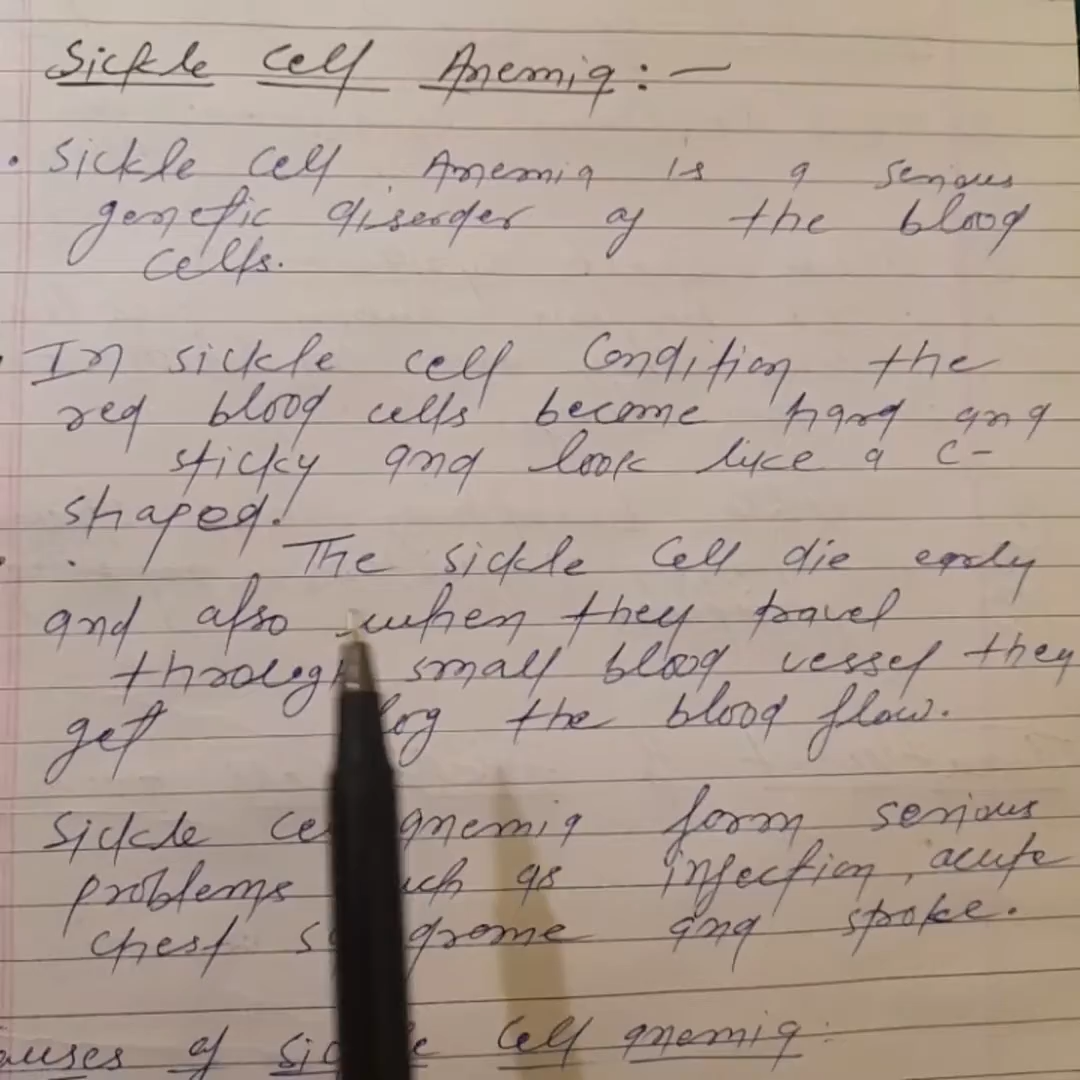 Sickle Cell Anemia :-
• Sickle Cell Anemia is a serious
genetic disorder of the blood
Cells.
• In sickle cell Condition the
red blood cells become hard and
sticky and look like a C-
shaped.
• The sickle Cell die early
and also when they travel
through small blood vessel they
get the blood flow.
Sickle anemia form serious
problems as infection, acute
chest and stroke.
of Cell anemia: